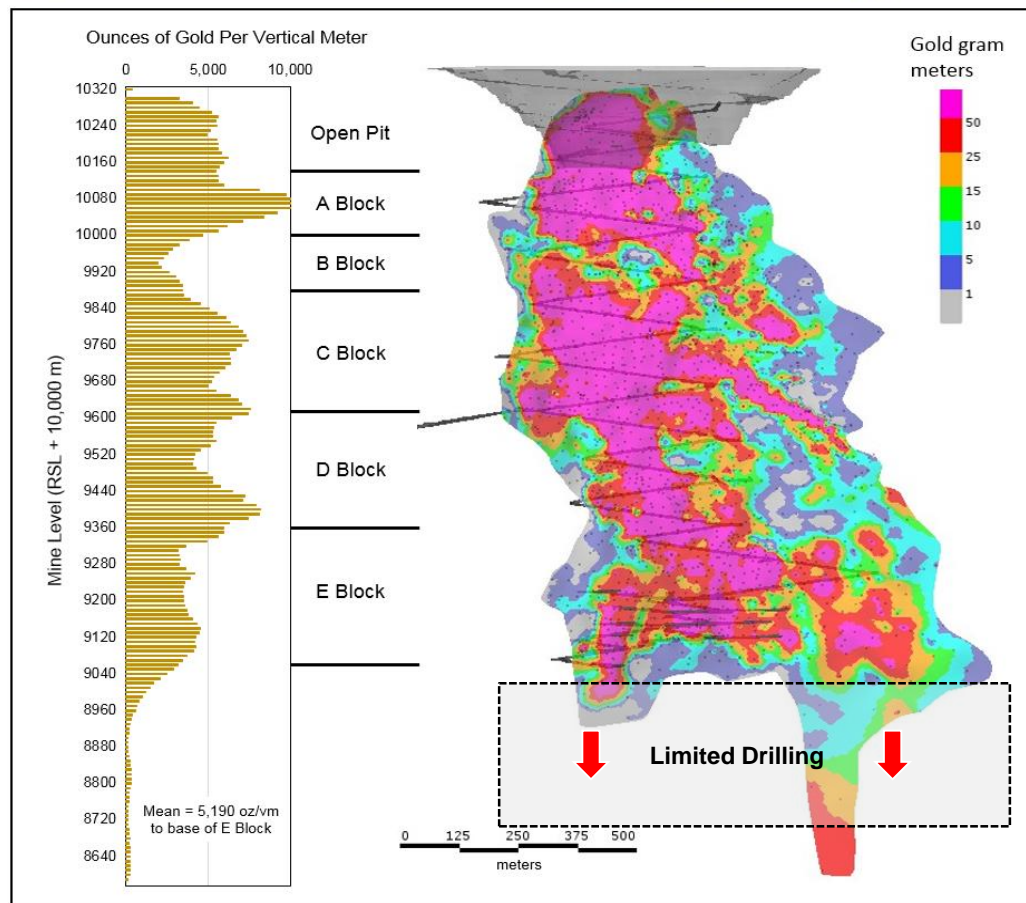 Ounces of Gold Per Vertical Meter
0 5,000 10,000
Mine Level (RSL + 10,000 m)
10320
10240
10160
10080
10000
9920
9840
9760
9680
9600
9520
9440
9360
9280
9200
9120
9040
8960
8880
8800
8720
8640
Mean = 5,190 oz/vm
to base of E Block
Open Pit
A Block
B Block
C Block
D Block
E Block
Gold gram
meters
50
25
15
10
5
1
Limited Drilling
0 125 250 375 500
meters